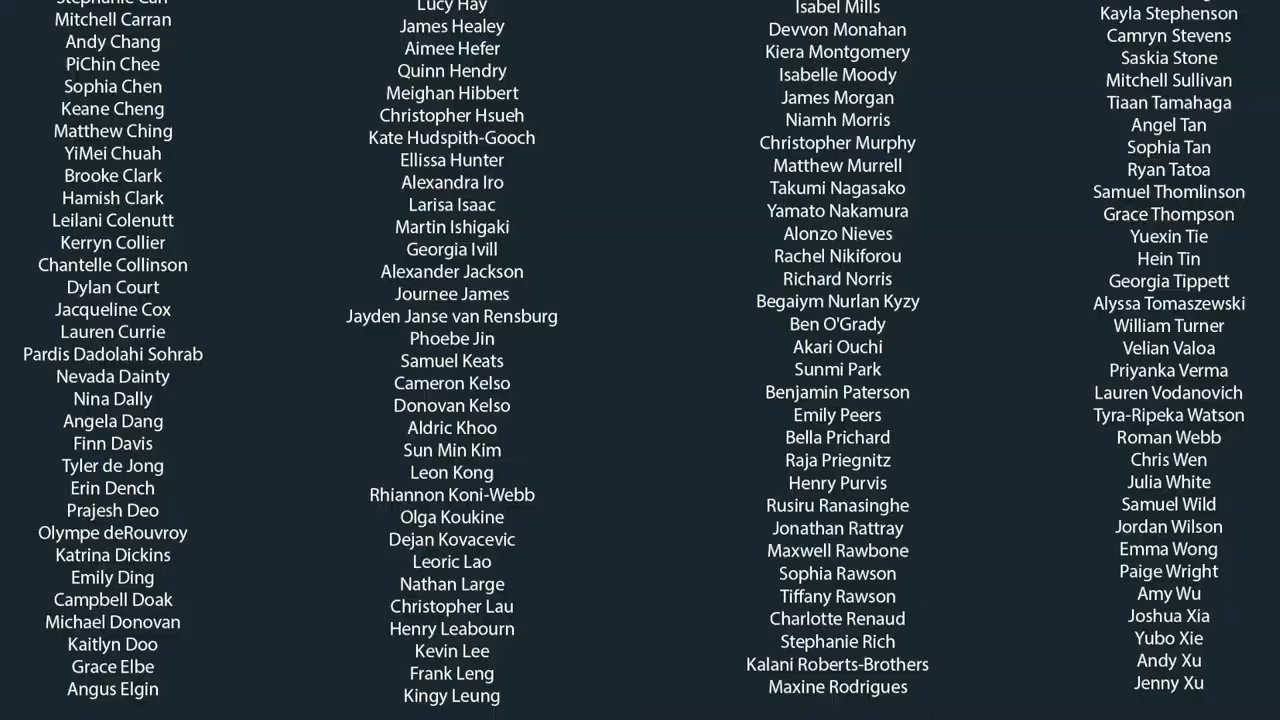 Mitchell Carran
Andy Chang
PiChin Chee
Sophia Chen
Keane Cheng
Matthew Ching
YiMei Chuah
Brooke Clark
Hamish Clark
Leilani Colenutt
Kerryn Collier
Chantelle Collinson
Dylan Court
Jacqueline Cox
Lauren Currie
Pardis Dadolahi Sohrab
Nevada Dainty
Nina Dally
Angela Dang
Finn Davis
Tyler de Jong
Erin Dench
Prajesh Deo
Olympe deRouvroy
Katrina Dickins
Emily Ding
Campbell Doak
Michael Donovan
Kaitlyn Doo
Grace Elbe
Angus Elgin
Lucy Hay
James Healey
Aimee Hefer
Quinn Hendry
Meighan Hibbert
Christopher Hsueh
Kate Hudspith-Gooch
Ellissa Hunter
Alexandra Iro
Larisa Isaac
Martin Ishigaki
Georgia Ivill
Alexander Jackson
Journee James
Jayden Janse van Rensburg
Phoebe Jin
Samuel Keats
Cameron Kelso
Donovan Kelso
Aldric Khoo
Sun Min Kim
Leon Kong
Rhiannon Koni-Webb
Olga Koukine
Dejan Kovacevic
Leoric Lao
Nathan Large
Christopher Lau
Henry Leabourn
Kevin Lee
Frank Leng
Kingy Leung
Isabel Mills
Devvon Monahan
Kiera Montgomery
Isabelle Moody
James Morgan
Niamh Morris
Christopher Murphy
Matthew Murrell
Takumi Nagasako
Yamato Nakamura
Alonzo Nieves
Rachel Nikiforou
Richard Norris
Begaiym Nurlan Kyzy
Ben O'Grady
Akari Ouchi
Sunmi Park
Benjamin Paterson
Emily Peers
Bella Prichard
Raja Priegnitz
Henry Purvis
Rusiru Ranasinghe
Jonathan Rattray
Maxwell Rawbone
Sophia Rawson
Tiffany Rawson
Charlotte Renaud
Stephanie Rich
Kalani Roberts-Brothers
Maxine Rodrigues
Kayla Stephenson
Camryn Stevens
Saskia Stone
Mitchell Sullivan
Tiaan Tamahaga
Angel Tan
Sophia Tan
Ryan Tatoa
Samuel Thomlinson
Grace Thompson
Yuexin Tie
Hein Tin
Georgia Tippett
Alyssa Tomaszewski
William Turner
Velian Valoa
Priyanka Verma
Lauren Vodanovich
Tyra-Ripeka Watson
Roman Webb
Chris Wen
Julia White
Samuel Wild
Jordan Wilson
Emma Wong
Paige Wright
Amy Wu
Joshua Xia
Yubo Xie
Andy Xu
Jenny Xu